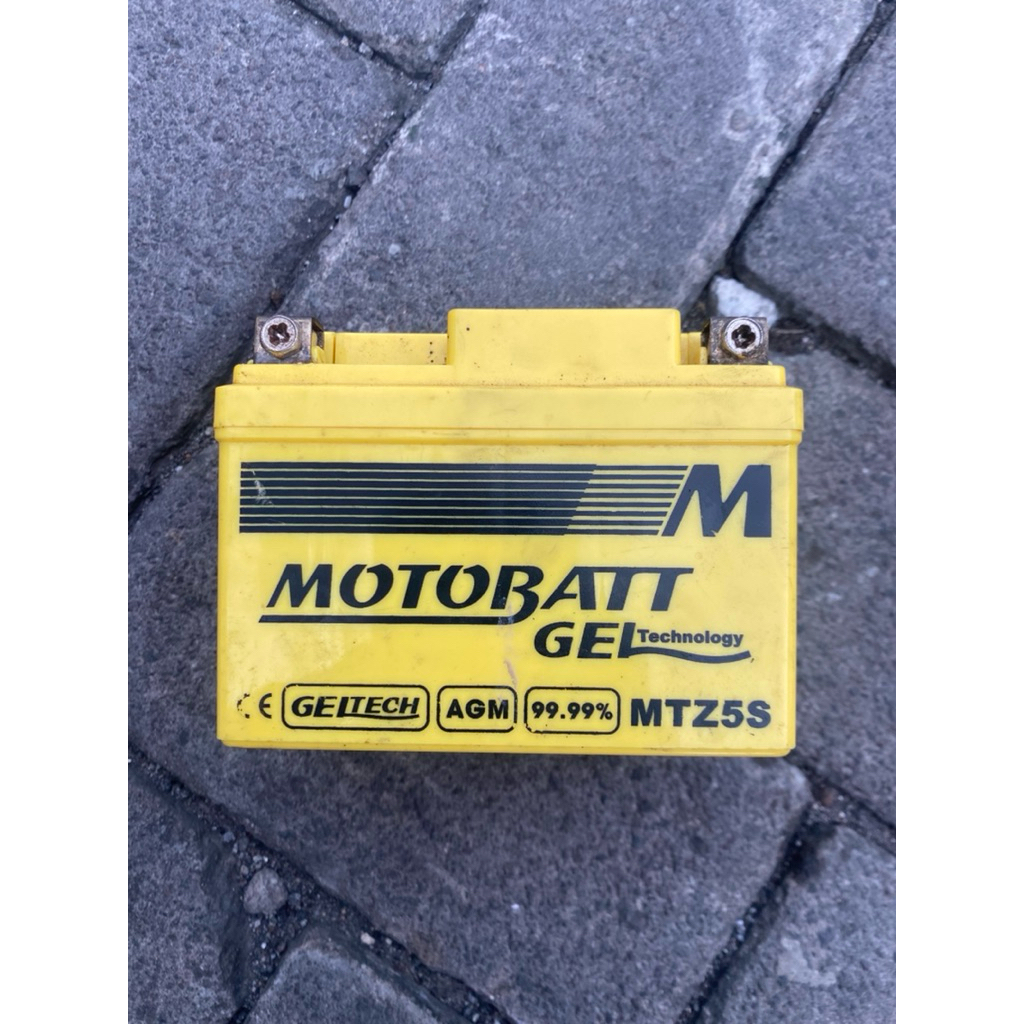 M
MOTOBATT
GEL Technology
CE GELTECH AGM 99.99% MTZ5S